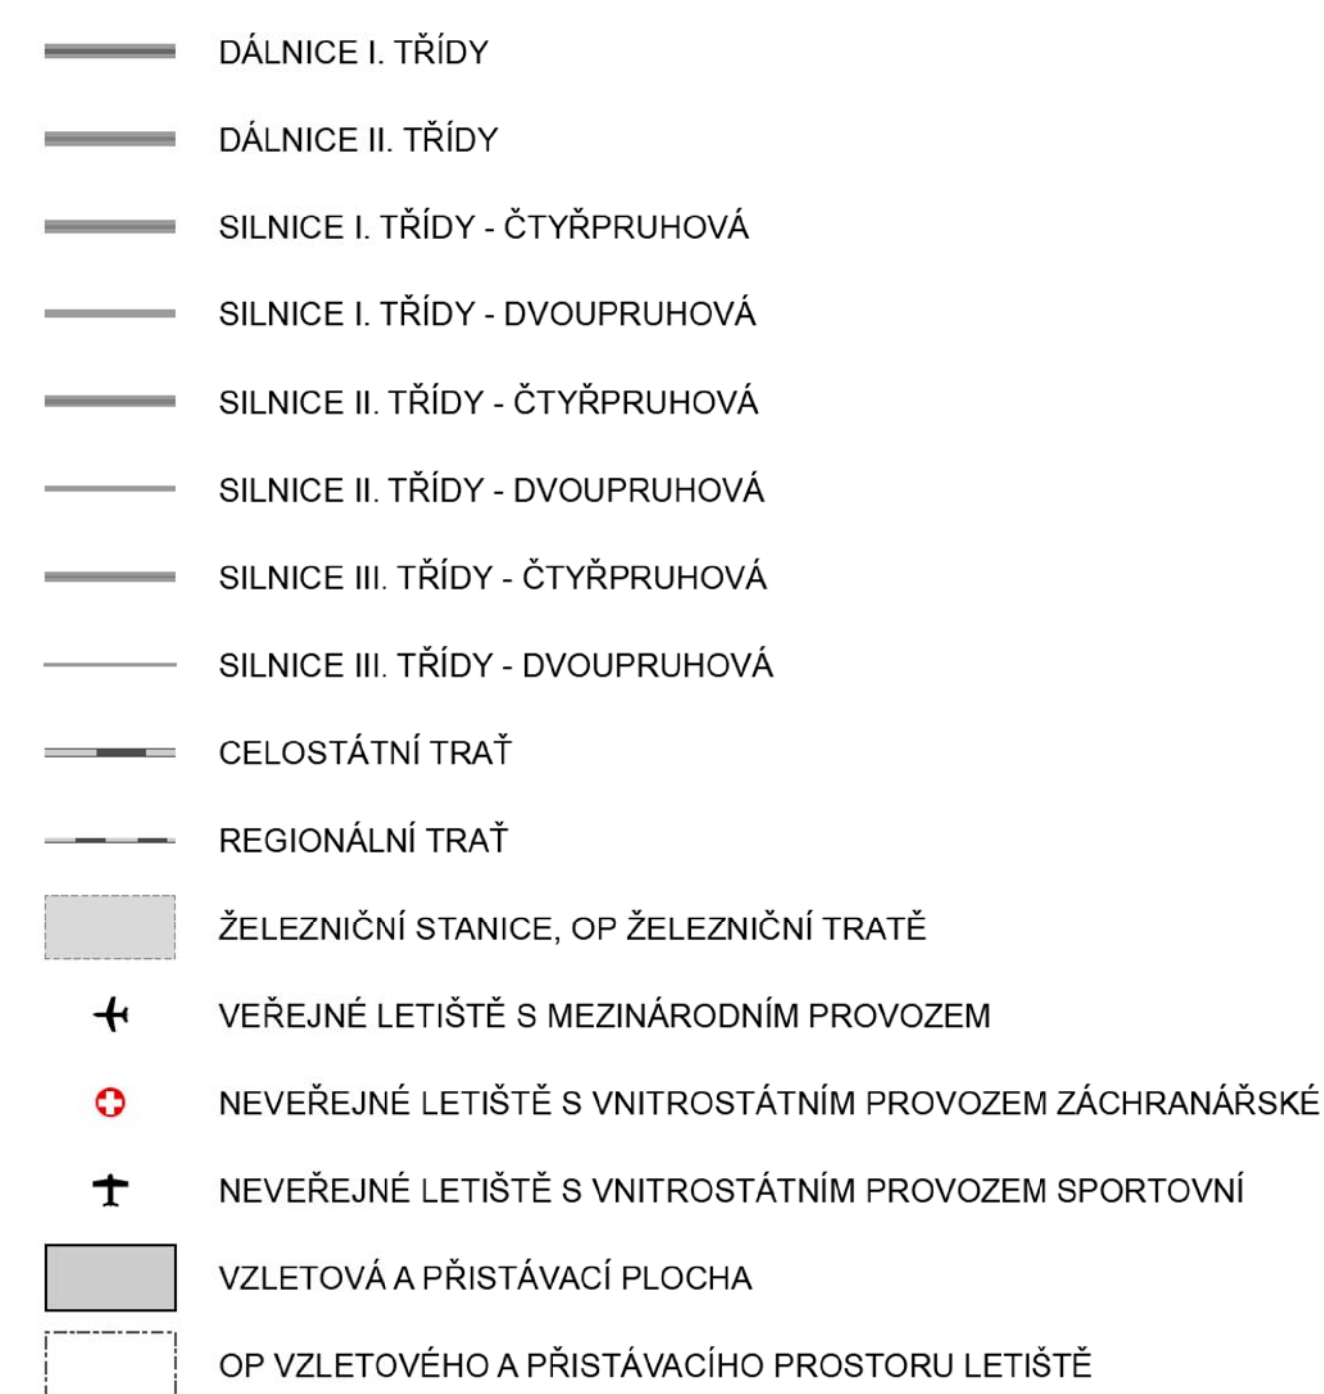 DÁLNICE I. TŘÍDY
DÁLNICE II. TŘÍDY
SILNICE I. TŘÍDY - ČTYŘPRUHOVÁ
SILNICE I. TŘÍDY - DVOUPRUHOVÁ
SILNICE II. TŘÍDY - ČTYŘPRUHOVÁ
SILNICE II. TŘÍDY - DVOUPRUHOVÁ
SILNICE III. TŘÍDY - ČTYŘPRUHOVÁ
SILNICE III. TŘÍDY - DVOUPRUHOVÁ
CELOSTÁTNÍ TRAŤ
REGIONÁLNÍ TRAŤ
ŽELEZNIČNÍ STANICE, OP ŽELEZNIČNÍ TRATĚ
VEŘEJNÉ LETIŠTĚ S MEZINÁRODNÍM PROVOZEM
NEVEŘEJNÉ LETIŠTĚ S VNITROSTÁTNÍM PROVOZEM ZÁCHRANÁŘSKÉ
NEVEŘEJNÉ LETIŠTĚ S VNITROSTÁTNÍM PROVOZEM SPORTOVNÍ
VZLETOVÁ A PŘISTÁVACÍ PLOCHA
OP VZLETOVÉHO A PŘISTÁVACÍHO PROSTORU LETIŠTĚ